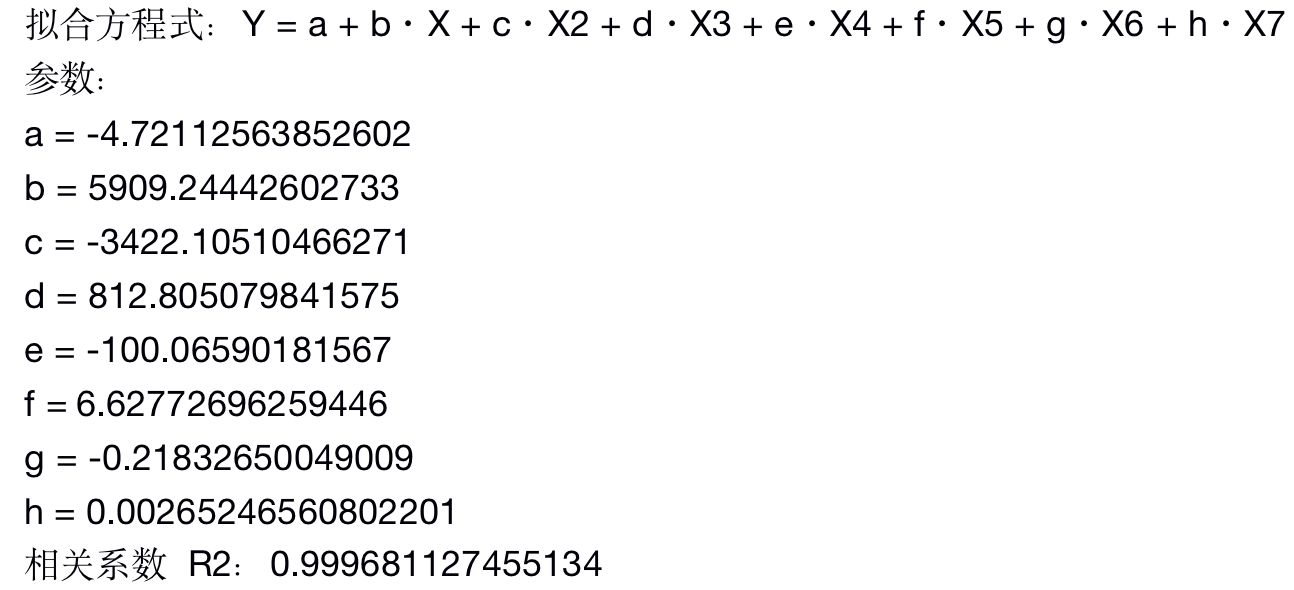 拟合方程式： Y = a + b · X + c · X2 + d · X3 + e · X4 + f · X5 + g · X6 + h · X7
参数：
a = -4.72112563852602
b = 5909.24442602733
c = -3422.10510466271
d = 812.805079841575
e = -100.06590181567
f = 6.62772696259446
g = -0.21832650049009
h = 0.00265246560802201
相关系数 R2： 0.999681127455134